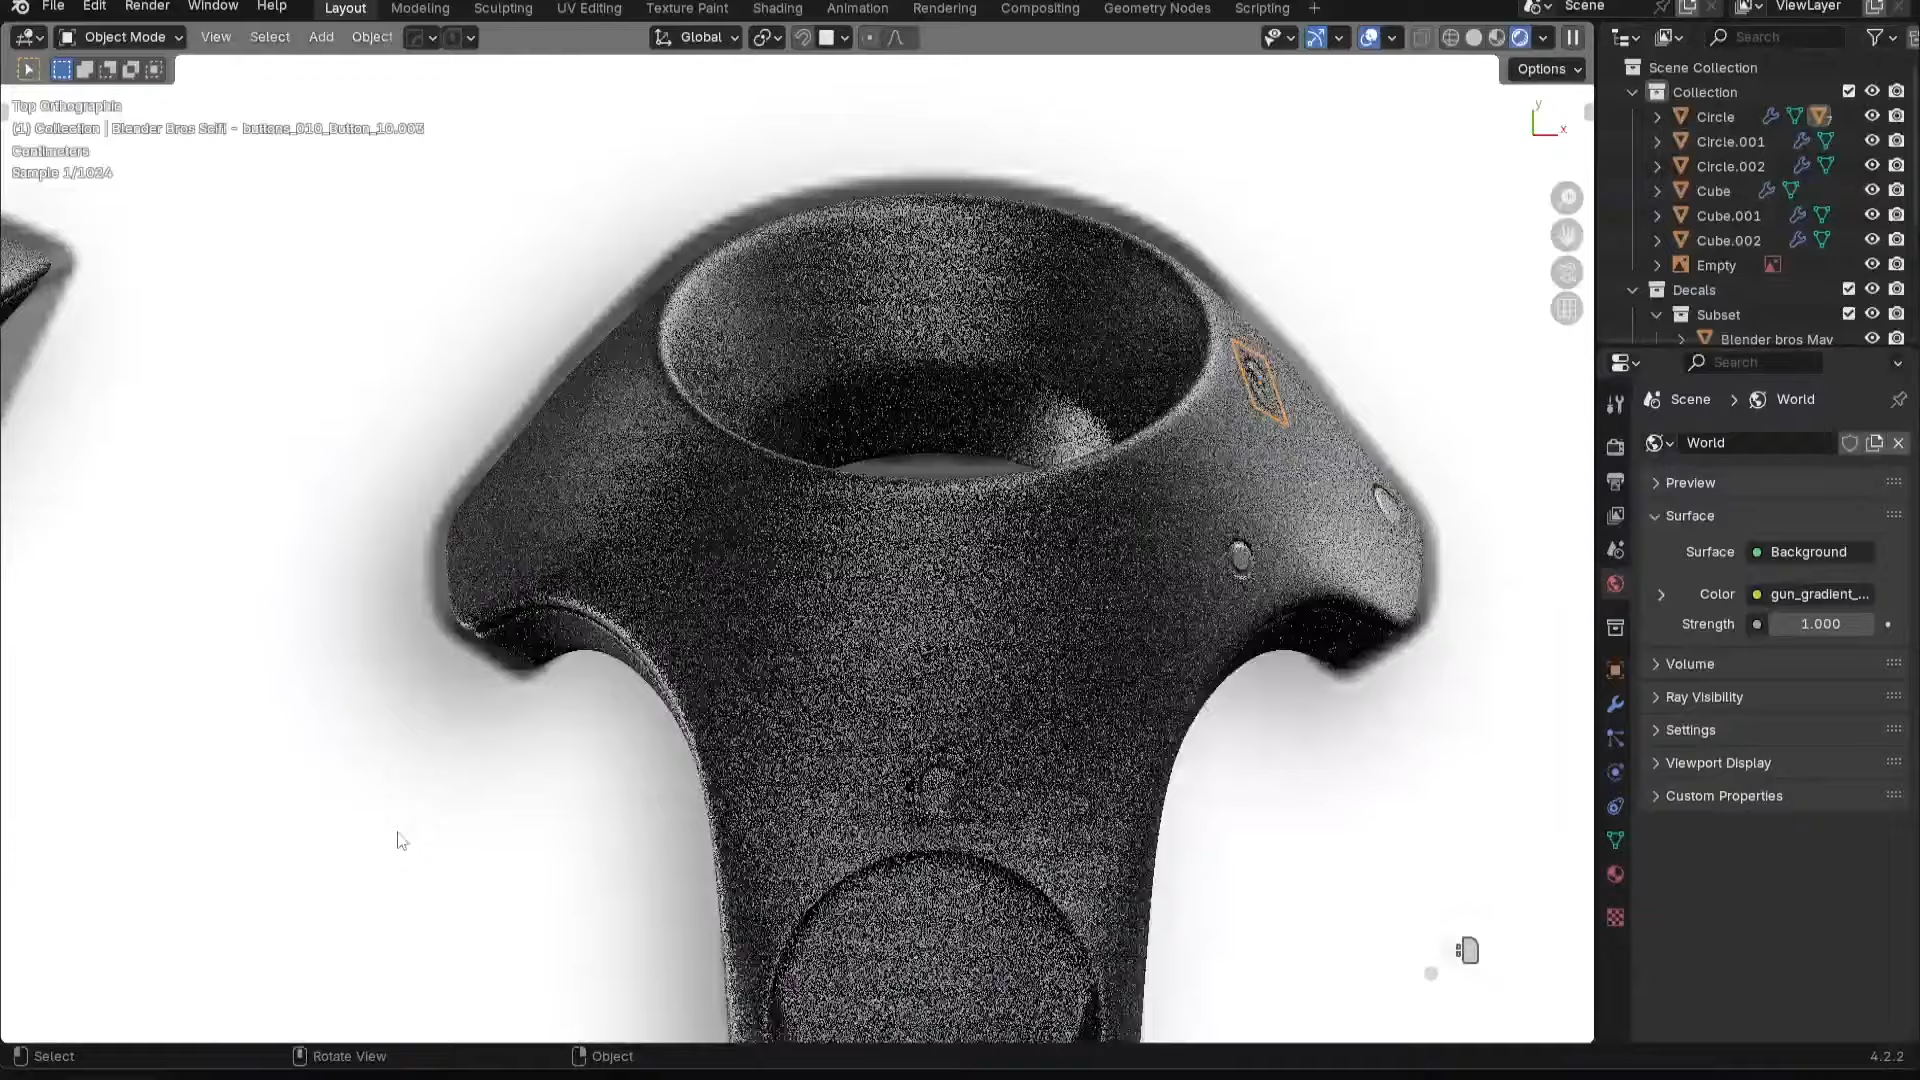 File Edit Render Window Help Layout Modeling Sculpting UV Editing Texture Paint Shading Animation Rendering Compositing Geometry Nodes Scripting + Scene ViewLayer
Object Mode View Select Add Object Global Search
Options
Top Orthographic
(1) Collection | Blender Bros Scifi - buttons_010_Button_10.003
Centimeters
Sample 1/1024
y
x
Scene Collection
Collection
Circle 7
Circle.001
Circle.002
Cube
Cube.001
Cube.002
Empty
Decals
Subset
Blender bros Mav
Search
Scene > World
World
Preview
Surface
Surface Background
Color gun_gradient_...
Strength 1.000
Volume
Ray Visibility
Settings
Viewport Display
Custom Properties
Select Rotate View Object 4.2.2